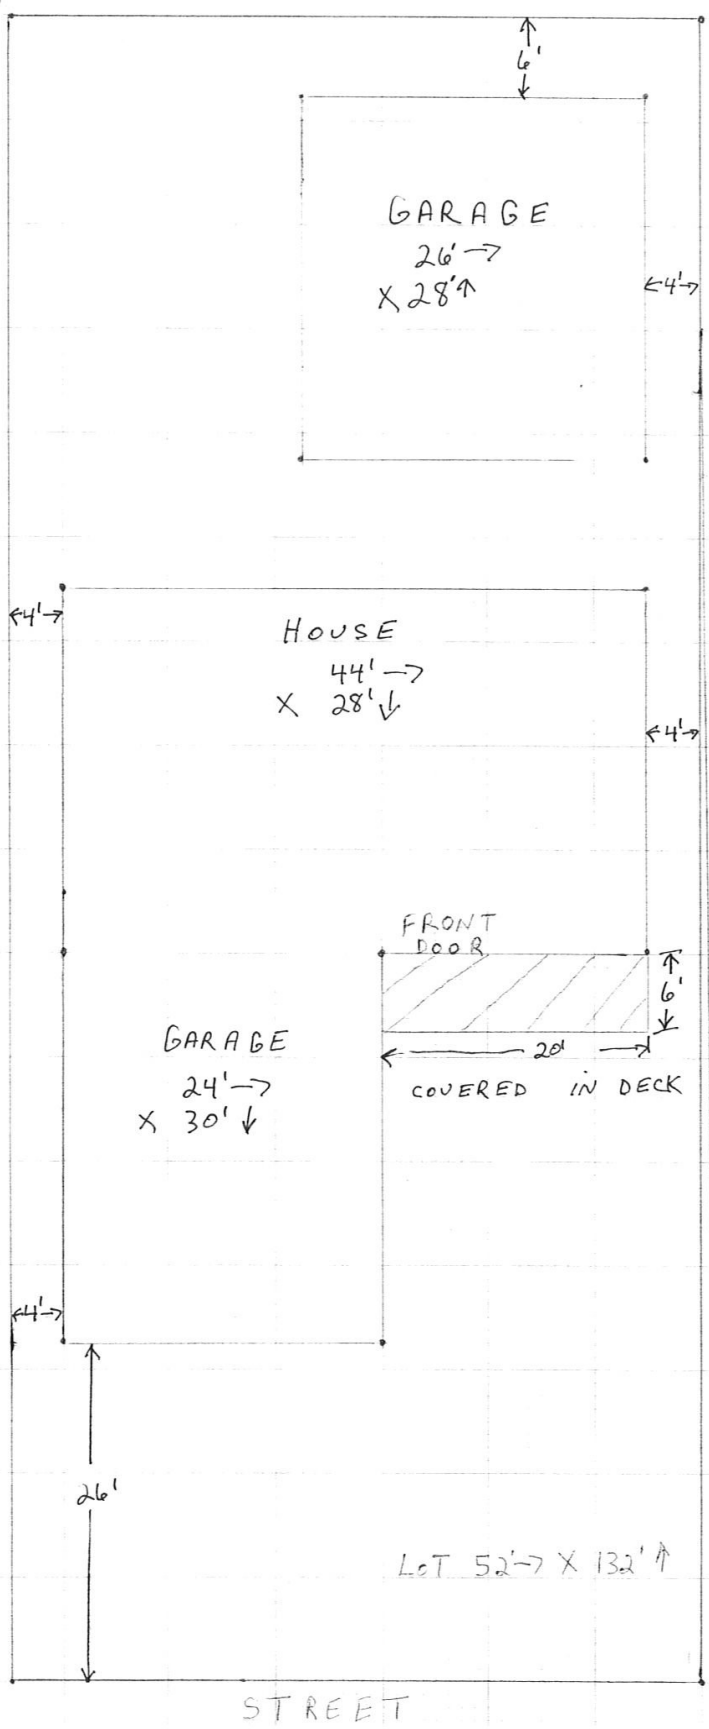 6'
GARAGE
26'→
X 28'↑
←4'→
←4'→
HOUSE
44'→
X 28'↓
←4'→
FRONT
DOOR
6'
GARAGE
24'→
X 30'↓
20'
COVERED IN DECK
←4'→
26'
LOT 52'→ X 132'↑
STREET